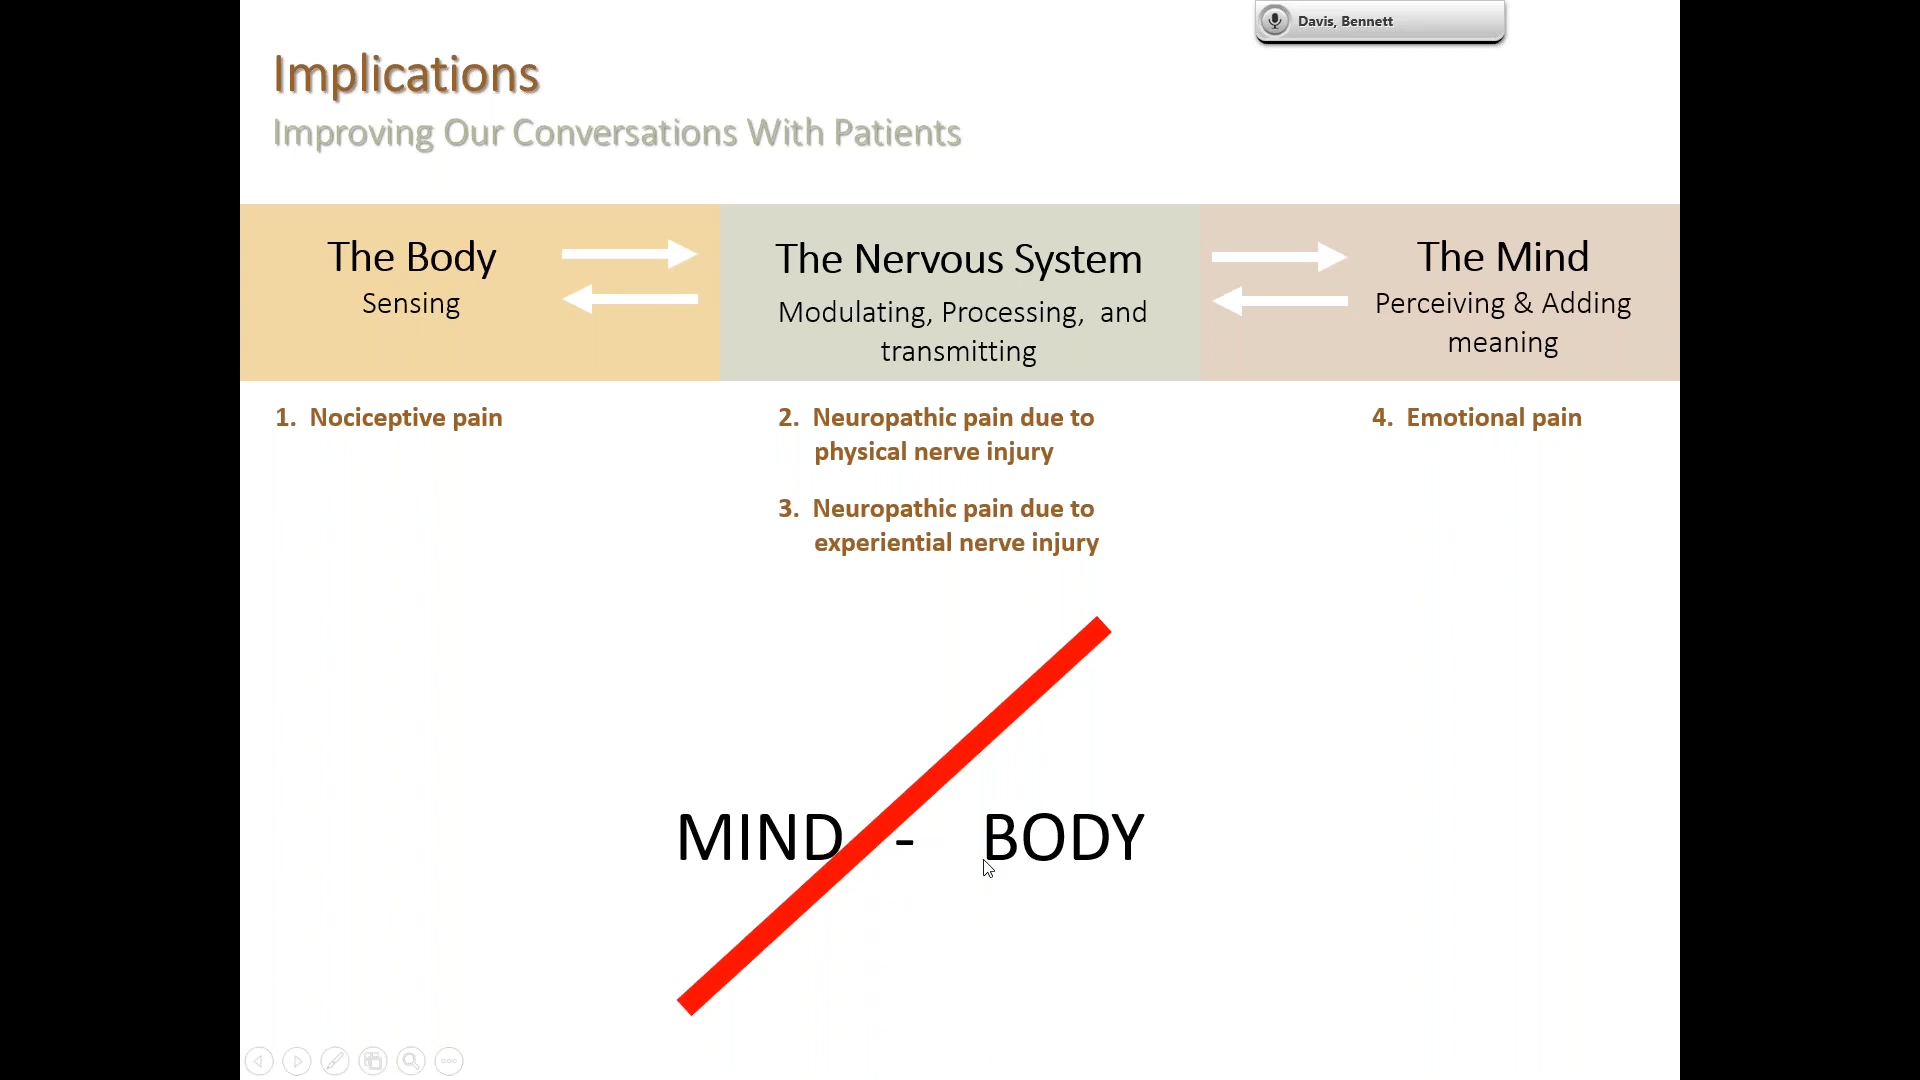 Davis, Bennett
Implications
Improving Our Conversations With Patients
The Body
Sensing
The Nervous System
Modulating, Processing, and
transmitting
The Mind
Perceiving & Adding
meaning
1. Nociceptive pain
2. Neuropathic pain due to
physical nerve injury
3. Neuropathic pain due to
experiential nerve injury
4. Emotional pain
MIND - BODY